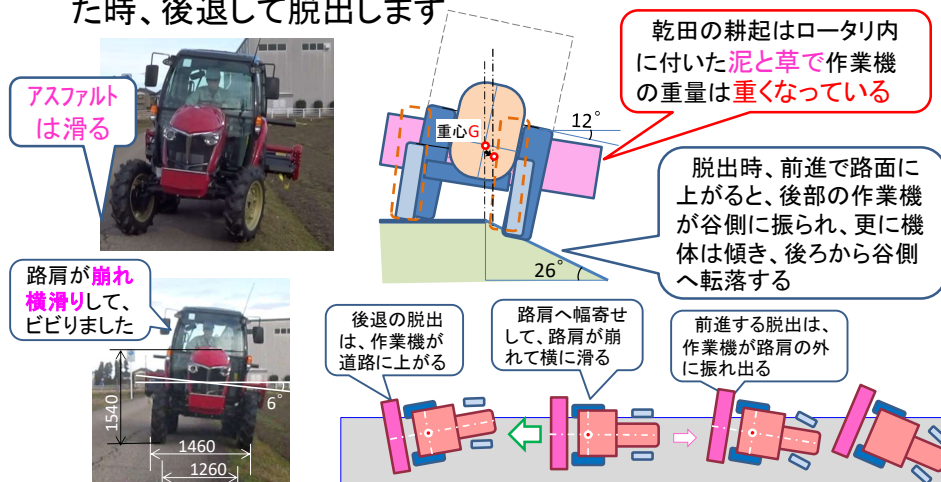 た時、後退して脱出します
アスファルト
は滑る
重心G
12°
乾田の耕起はロータリ内
に付いた泥と草で作業機
の重量は重くなっている
脱出時、前進で路面に
上がると、後部の作業機
が谷側に振られ、更に機
体は傾き、後ろから谷側
へ転落する
26°
路肩が崩れ
横滑りして、
ビビりました
6°
1540
1460
1260
後退の脱出
は、作業機が
道路に上がる
路肩へ幅寄せ
して、路肩が崩
れて横に滑る
前進する脱出は、
作業機が路肩の外
に振れ出る